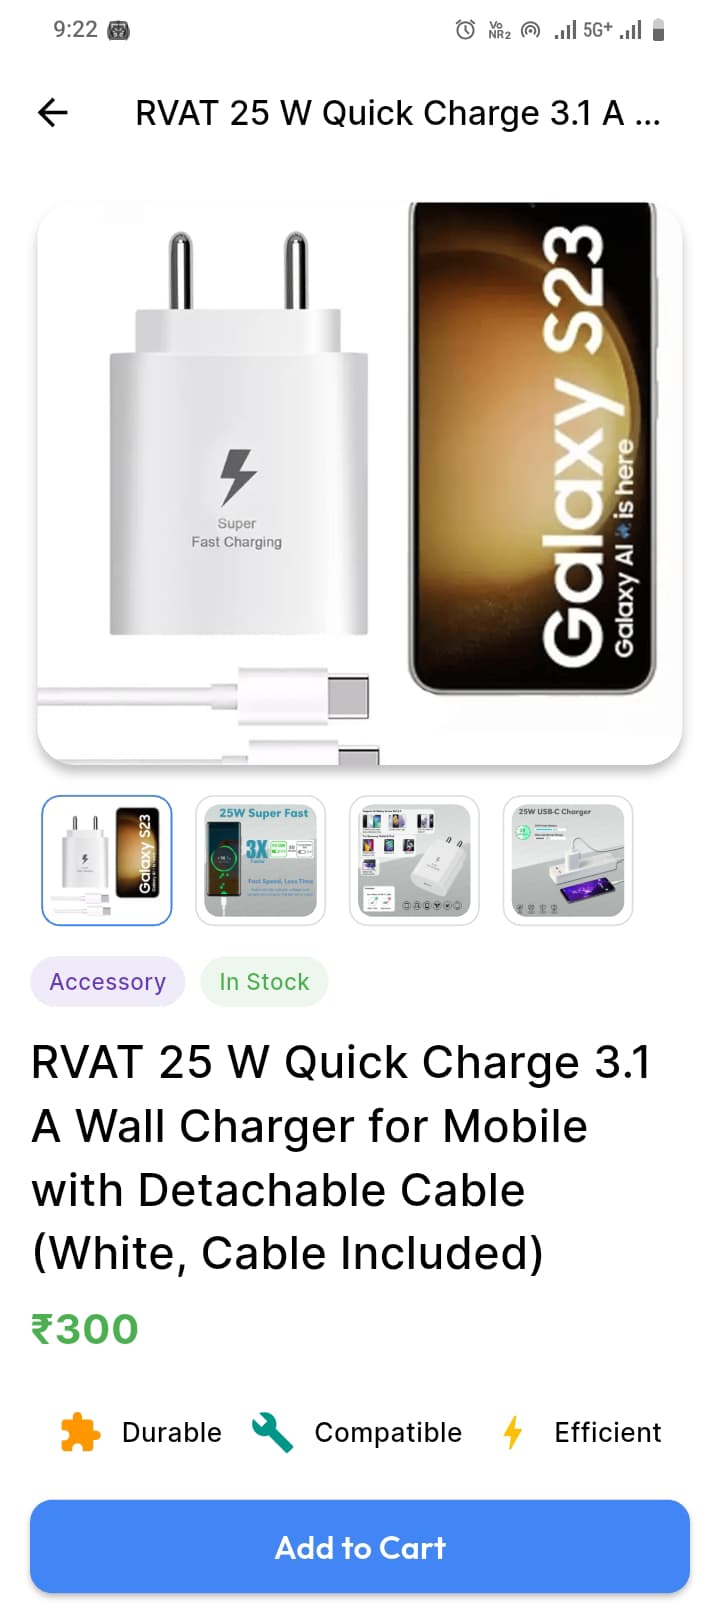 9:22
Vo
NR2
5G+
RVAT 25 W Quick Charge 3.1 A ...
Super
Fast Charging
Galaxy S23
Galaxy AI is here
25W Super Fast
3X
Fast Speed, Less Time
25W USB-C Charger
Galaxy S23
Accessory
In Stock
RVAT 25 W Quick Charge 3.1
A Wall Charger for Mobile
with Detachable Cable
(White, Cable Included)
₹300
Durable
Compatible
Efficient
Add to Cart